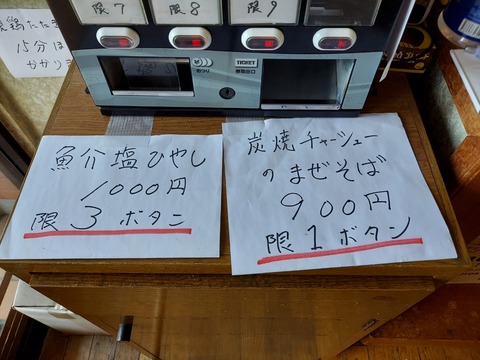 限7
限8
限9
TICKET
15分ほ
魚介塩ひやし
1000円
限3ボタン
炭焼チャーシュー
のまぜそば
900円
限1ボタン